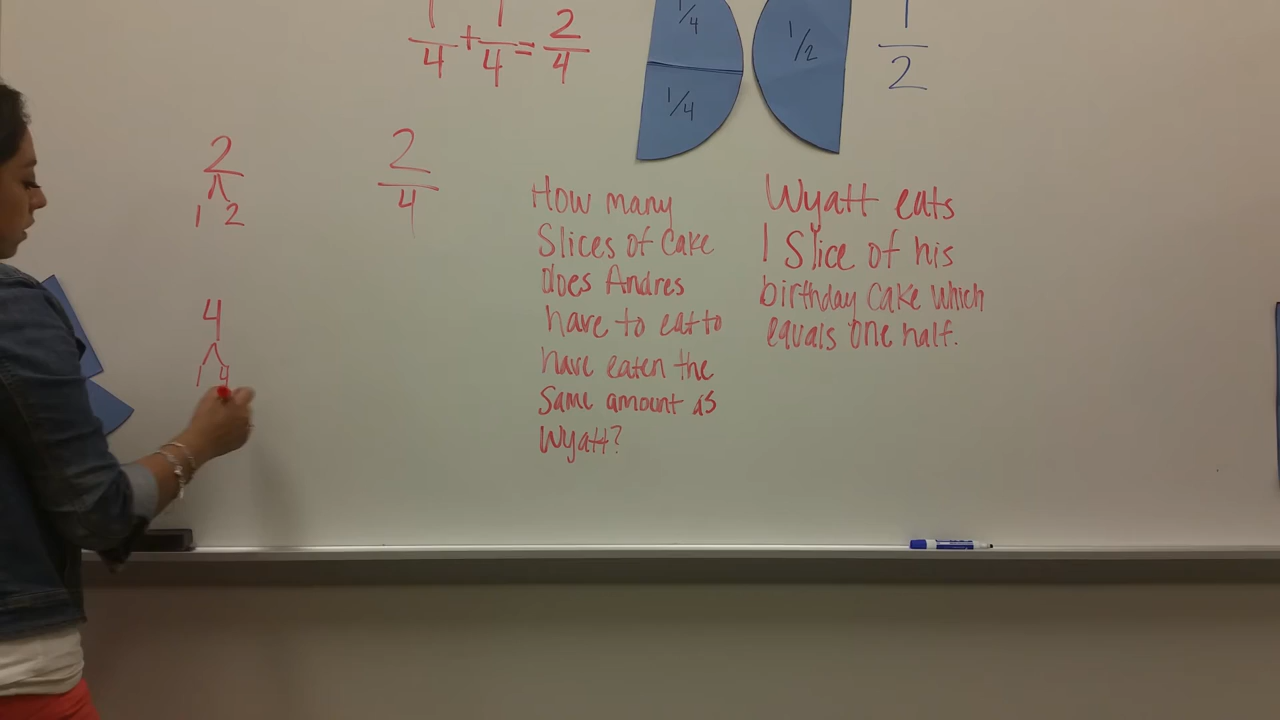 1/4 + 1/4 = 2/4
1/4
1/4
1/2
1/2
2
1 2
4
1 4
2/4
How many
Slices of Cake
does Andres
have to eat to
have eaten the
Same amount as
Wyatt?
Wyatt eats
1 Slice of his
birthday Cake which
equals one half.